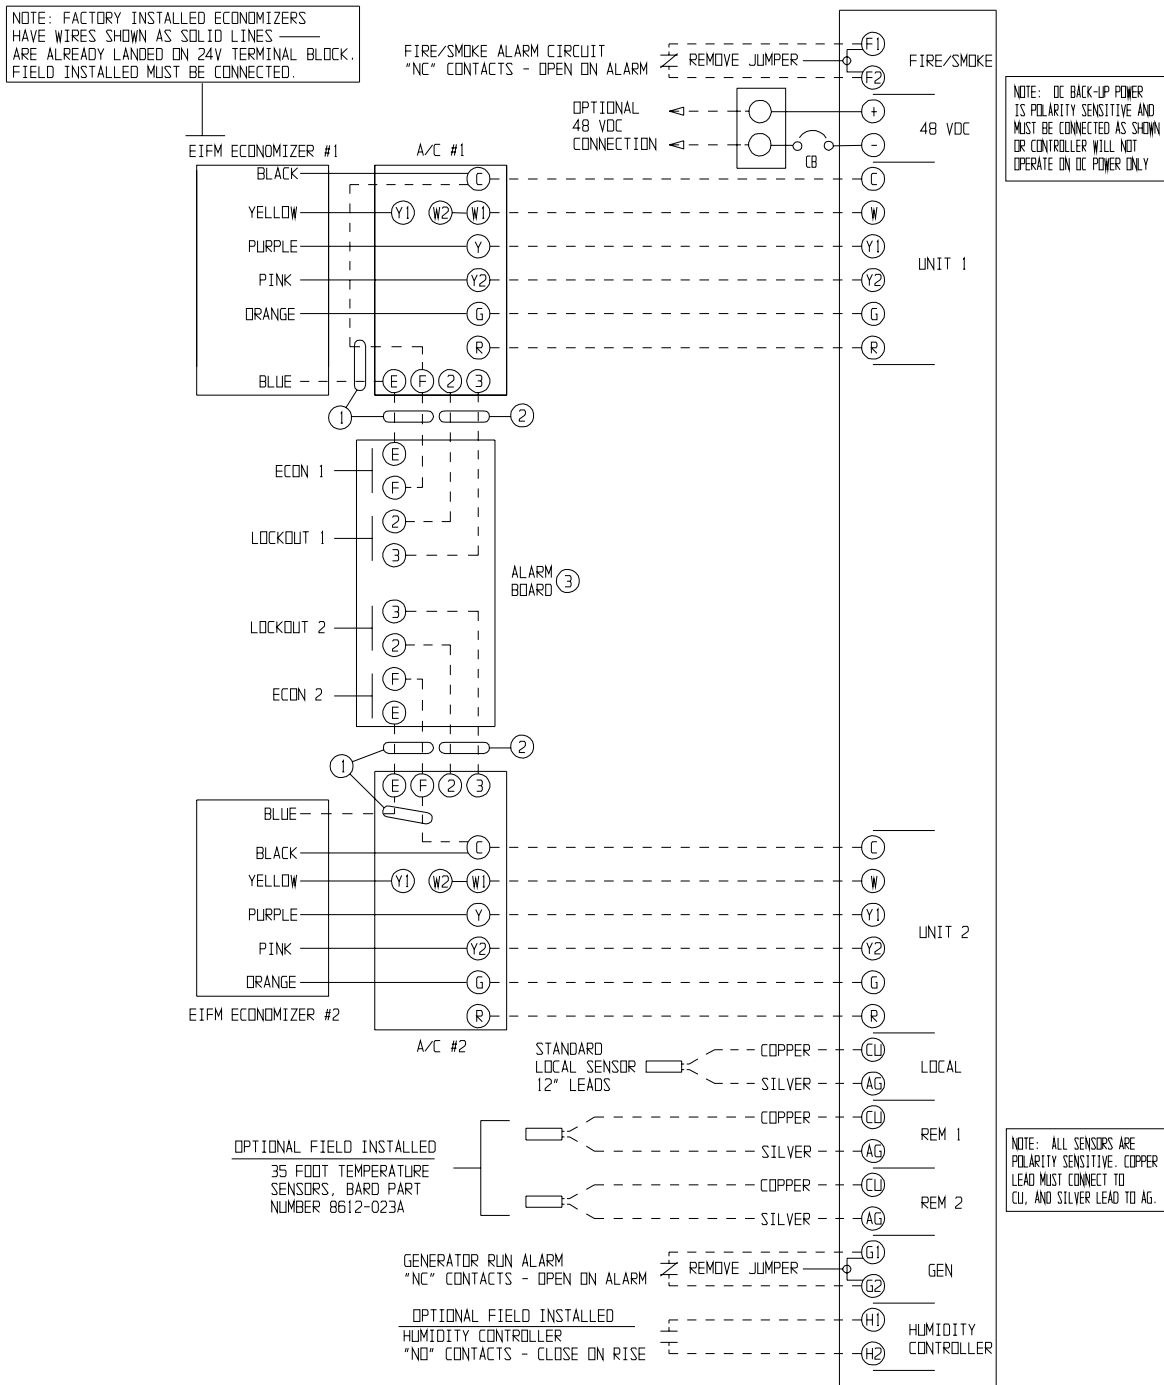 NOTE: FACTORY INSTALLED ECONOMIZERS
HAVE WIRES SHOWN AS SOLID LINES
ARE ALREADY LANDED ON 24V TERMINAL BLOCK.
FIELD INSTALLED MUST BE CONNECTED.
FIRE/SMOKE ALARM CIRCUIT
"NC" CONTACTS - OPEN ON ALARM
REMOVE JUMPER
F1
F2
FIRE/SMOKE
OPTIONAL
48 VDC
CONNECTION
CB
+
-
48 VDC
NOTE: DC BACK-UP POWER
IS POLARITY SENSITIVE AND
MUST BE CONNECTED AS SHOWN
OR CONTROLLER WILL NOT
OPERATE ON DC POWER ONLY
EIFM ECONOMIZER #1
A/C #1
BLACK
C
C
YELLOW
Y1
W2
W1
W
PURPLE
Y
Y1
UNIT 1
PINK
Y2
Y2
ORANGE
G
G
R
R
BLUE
E
F
2
3
1
2
ECON 1
E
F
LOCKOUT 1
2
3
ALARM
BOARD
3
LOCKOUT 2
3
2
ECON 2
F
E
1
2
E
F
2
3
BLUE
BLACK
C
C
YELLOW
Y1
W2
W1
W
PURPLE
Y
Y1
UNIT 2
PINK
Y2
Y2
ORANGE
G
G
EIFM ECONOMIZER #2
R
R
A/C #2
STANDARD
LOCAL SENSOR
12" LEADS
COPPER
CU
SILVER
AG
LOCAL
OPTIONAL FIELD INSTALLED
35 FOOT TEMPERATURE
SENSORS, BARD PART
NUMBER 8612-023A
COPPER
CU
SILVER
AG
REM 1
COPPER
CU
SILVER
AG
REM 2
NOTE: ALL SENSORS ARE
POLARITY SENSITIVE. COPPER
LEAD MUST CONNECT TO
CU, AND SILVER LEAD TO AG.
GENERATOR RUN ALARM
"NC" CONTACTS - OPEN ON ALARM
REMOVE JUMPER
G1
G2
GEN
OPTIONAL FIELD INSTALLED
HUMIDITY CONTROLLER
"NO" CONTACTS - CLOSE ON RISE
H1
H2
HUMIDITY
CONTROLLER